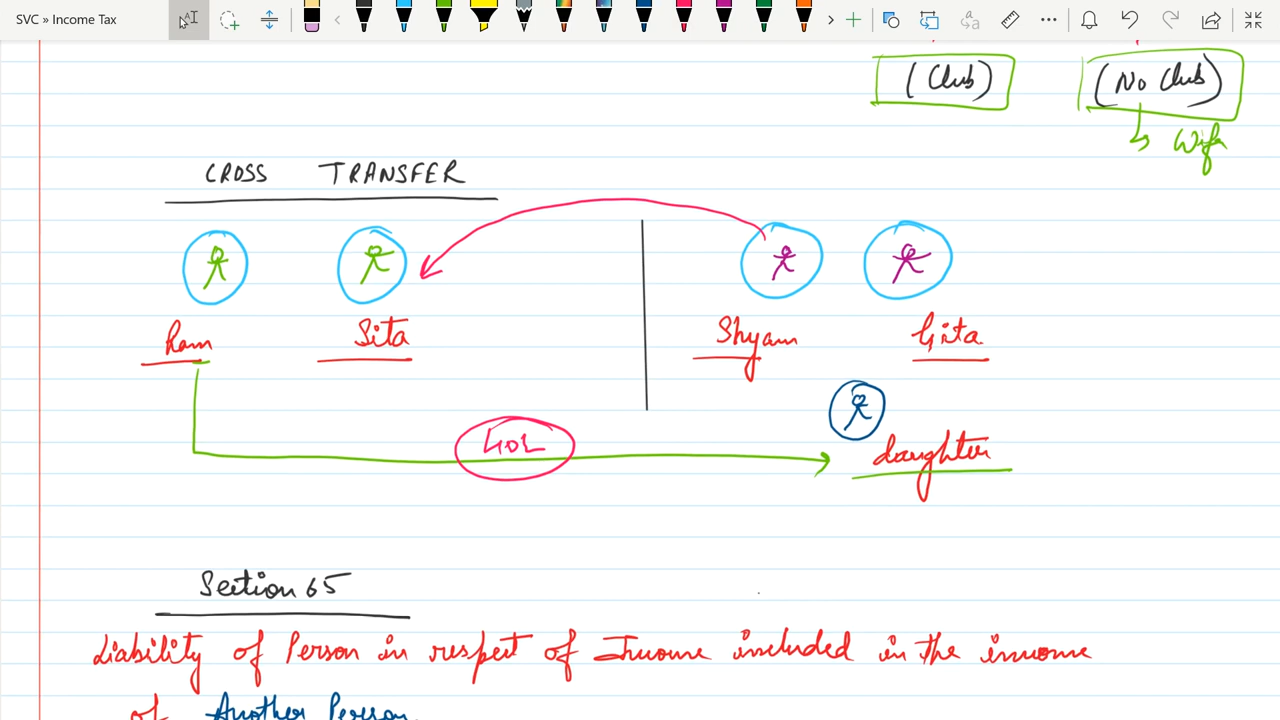 SVC » Income Tax
(Club) (No Club)
↳ Wife
CROSS TRANSFER
Ram Sita Shyam Gita
daughter
Section 65
Liability of Person in respect of Income included in the income
of Another Person